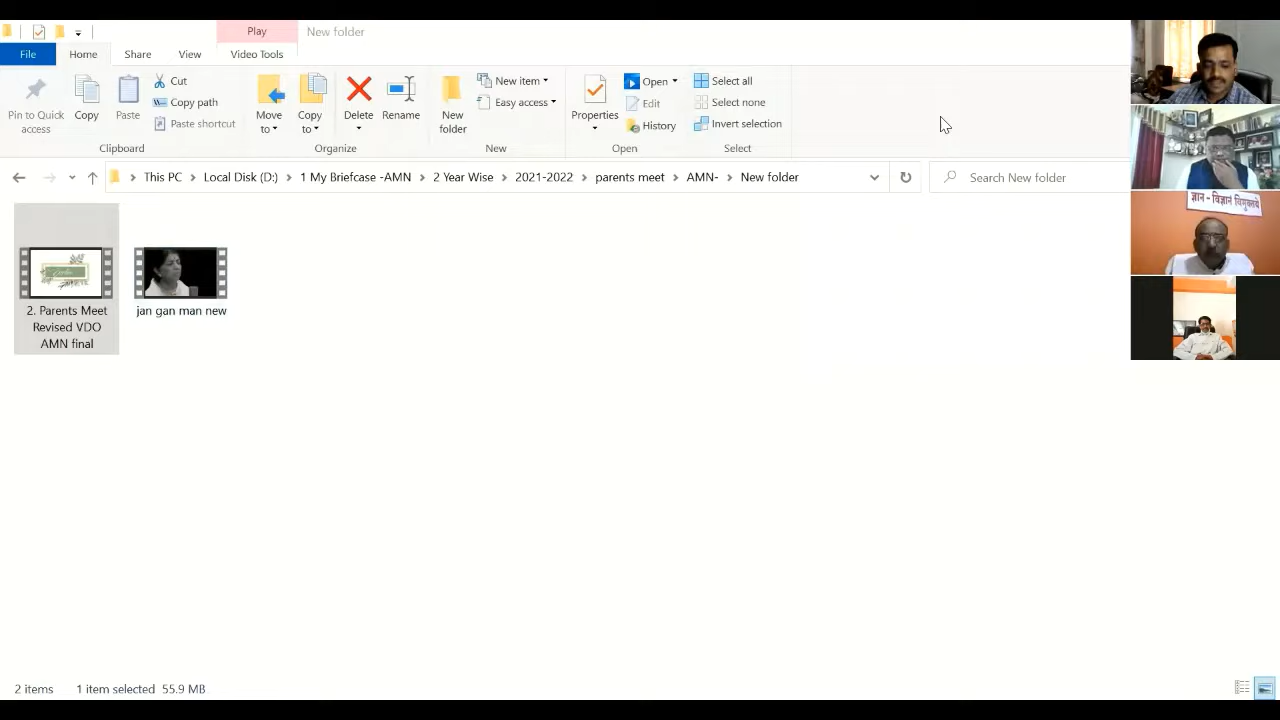 Play
New folder
File
Home
Share
View
Video Tools
Pin to Quick access
Copy
Paste
Cut
Copy path
Paste shortcut
Clipboard
Move to
Copy to
Delete
Rename
Organize
New folder
New item
Easy access
New
Properties
Open
Edit
History
Open
Select all
Select none
Invert selection
Select
This PC > Local Disk (D:) > 1 My Briefcase -AMN > 2 Year Wise > 2021-2022 > parents meet > AMN- > New folder
Search New folder
ज्ञान - विज्ञान विमुक्तये
2. Parents Meet
Revised VDO
AMN final
jan gan man new
2 items
1 item selected 55.9 MB